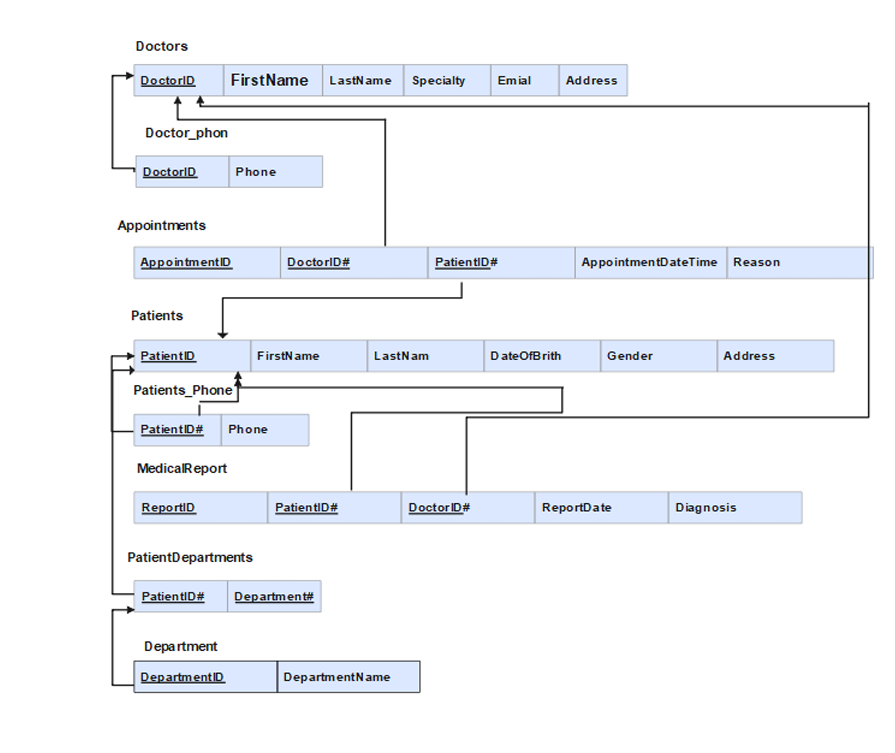 Doctors
DoctorID FirstName LastName Specialty Emial Address
Doctor_phon
DoctorID Phone
Appointments
AppointmentID DoctorID# PatientID# AppointmentDateTime Reason
Patients
PatientID FirstName LastNam DateOfBrith Gender Address
Patients_Phone
PatientID# Phone
MedicalReport
ReportID PatientID# DoctorID# ReportDate Diagnosis
PatientDepartments
PatientID# Department#
Department
DepartmentID DepartmentName